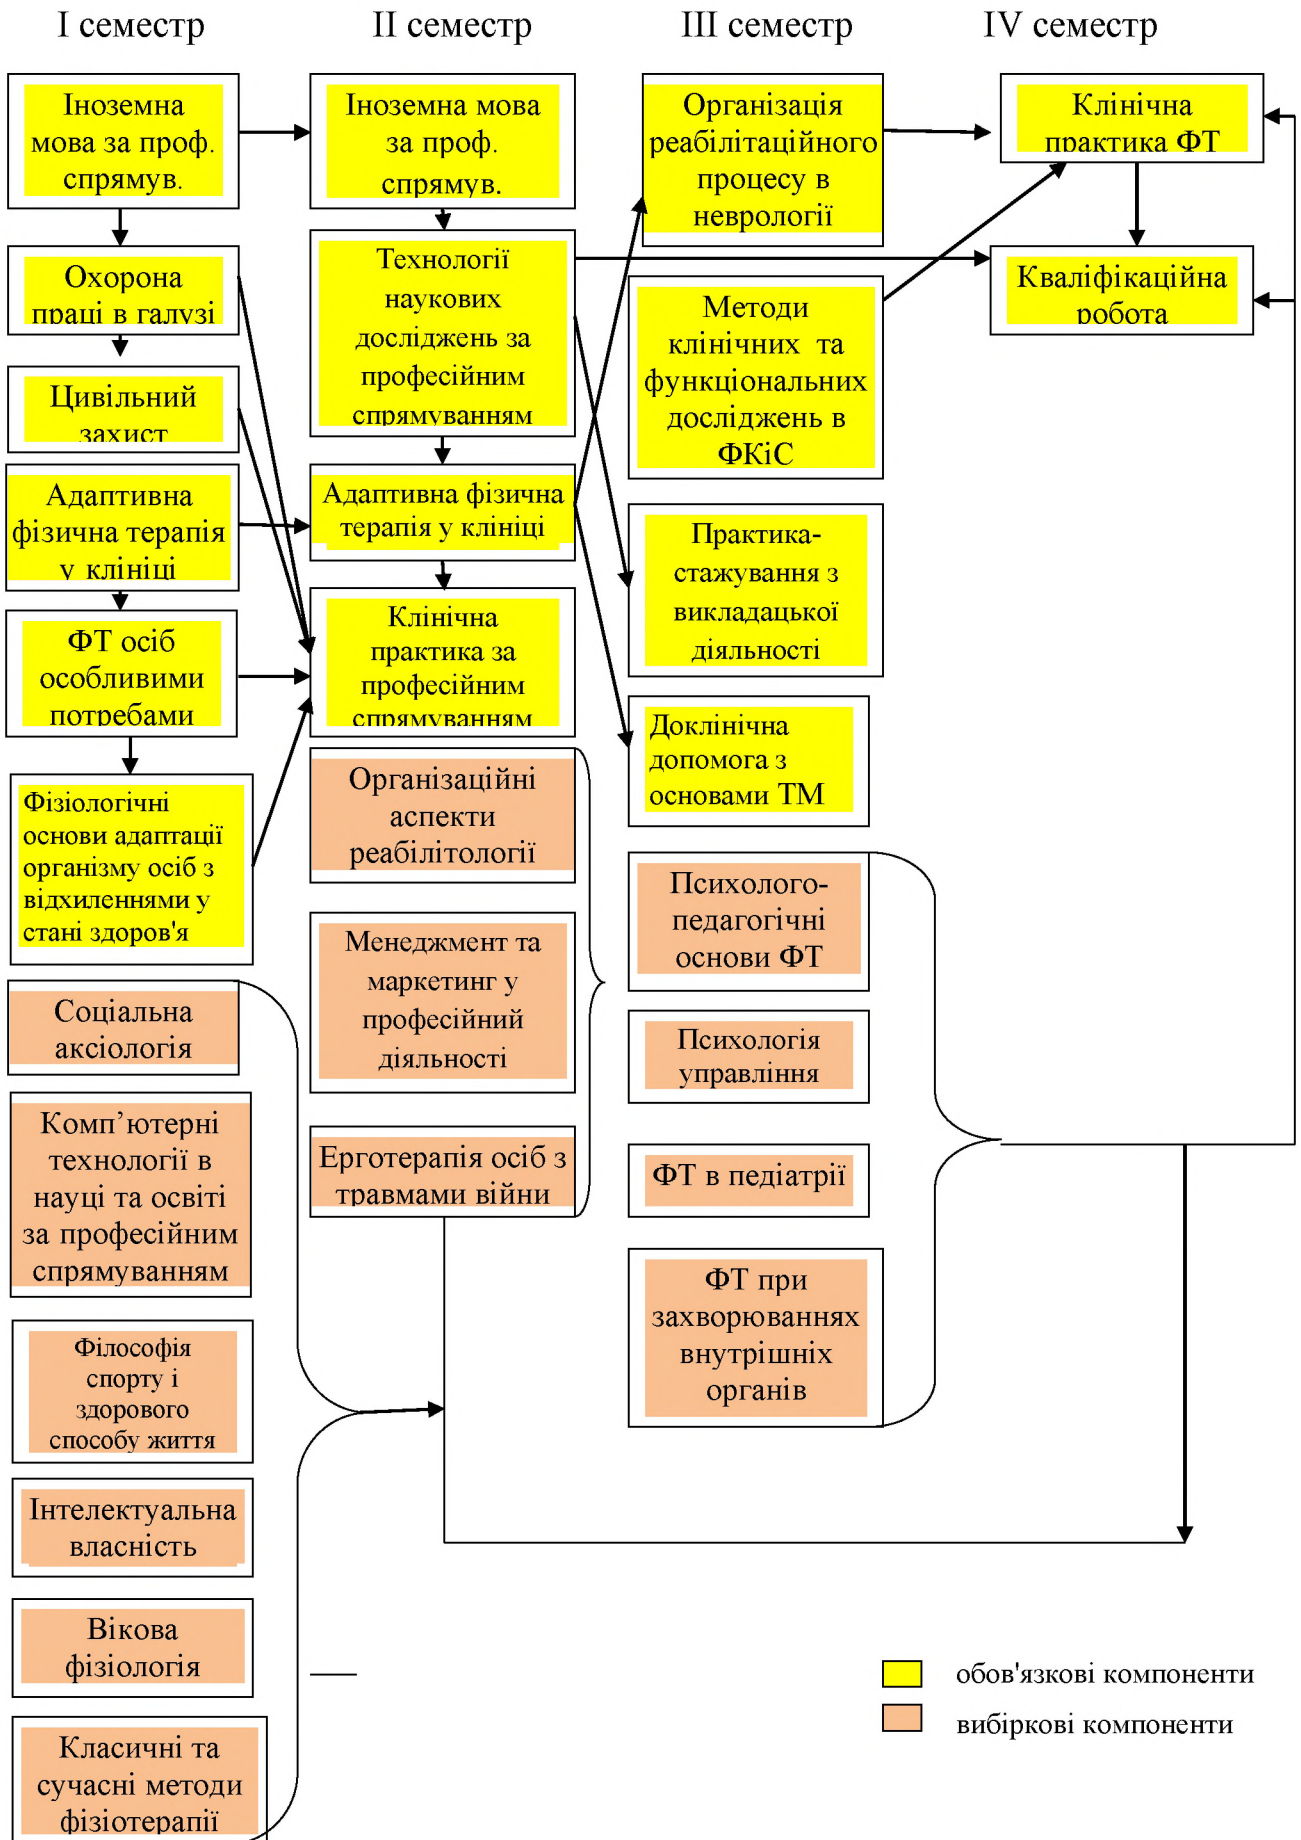 I семестр
II семестр
III семестр
IV семестр
Іноземна
мова за проф.
спрямув.
Охорона
праці в галузі
Цивільний
захист
Адаптивна
фізична терапія
у клініці
ФТ осіб
особливими
потребами
Фізіологічні
основи адаптації
організму осіб з
відхиленнями у
стані здоров'я
Соціальна
аксіологія
Комп’ютерні
технології в
науці та освіті
за професійним
спрямуванням
Філософія
спорту і
здорового
способу життя
Інтелектуальна
власність
Вікова
фізіологія
Класичні та
сучасні методи
фізіотерапії
Іноземна мова
за проф.
спрямув.
Технології
наукових
досліджень за
професійним
спрямуванням
Адаптивна фізична
терапія у клініці
Клінічна
практика за
професійним
спрямуванням
Організаційні
аспекти
реабілітології
Менеджмент та
маркетинг у
професійний
діяльності
Ерготерапія осіб з
травмами війни
Організація
реабілітаційного
процесу в
неврології
Методи
клінічних та
функціональних
досліджень в
ФКіС
Практика-
стажування з
викладацької
діяльності
Доклінічна
допомога з
основами ТМ
Психолого-
педагогічні
основи ФТ
Психологія
управління
ФТ в педіатрії
ФТ при
захворюваннях
внутрішніх
органів
Клінічна
практика ФТ
Кваліфікаційна
робота
обов'язкові компоненти
вибіркові компоненти